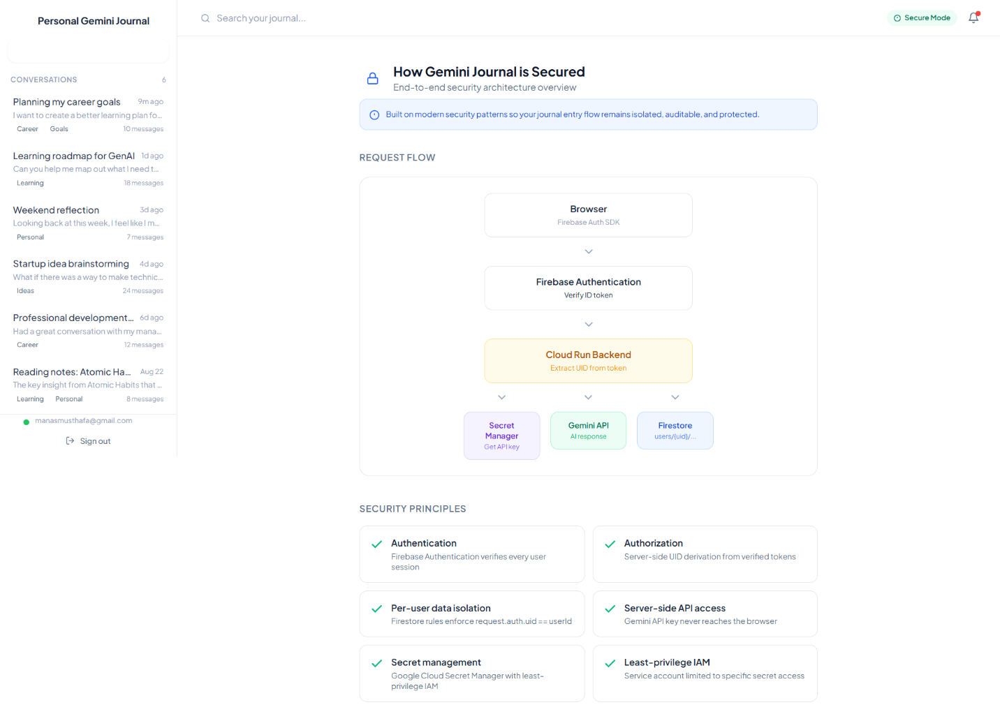 Personal Gemini Journal
CONVERSATIONS 6
Planning my career goals 9m ago
I want to create a better learning plan fo...
Career Goals 10 messages
Learning roadmap for GenAI 1d ago
Can you help me map out what I need t...
Learning 18 messages
Weekend reflection 3d ago
Looking back at this week, I feel like I m...
Personal 7 messages
Startup idea brainstorming 4d ago
What if there was a way to make technic...
Ideas 24 messages
Professional development... 6d ago
Had a great conversation with my mana...
Career 12 messages
Reading notes: Atomic Ha... Aug 22
The key insight from Atomic Habits that ...
Learning Personal 8 messages
manasmusthafa@gmail.com
Sign out
Search your journal...
Secure Mode
How Gemini Journal is Secured
End-to-end security architecture overview
Built on modern security patterns so your journal entry flow remains isolated, auditable, and protected.
REQUEST FLOW
Browser
Firebase Auth SDK
Firebase Authentication
Verify ID token
Cloud Run Backend
Extract UID from token
Secret
Manager
Get API key
Gemini API
AI response
Firestore
users/{uid}/...
SECURITY PRINCIPLES
Authentication
Firebase Authentication verifies every user
session
Authorization
Server-side UID derivation from verified tokens
Per-user data isolation
Firestore rules enforce request.auth.uid == userId
Server-side API access
Gemini API key never reaches the browser
Secret management
Google Cloud Secret Manager with least-
privilege IAM
Least-privilege IAM
Service account limited to specific secret access